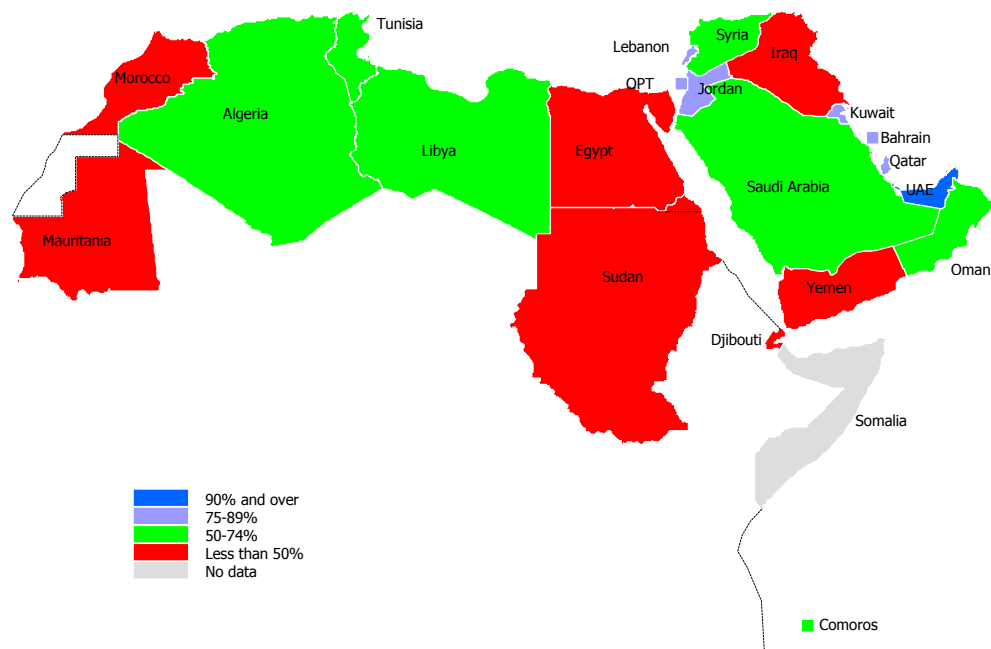 Tunisia
Syria
Lebanon
Iraq
Morocco
OPT
Jordan
Algeria
Kuwait
Bahrain
Libya
Egypt
Qatar
Saudi Arabia
UAE
Mauritania
Oman
Sudan
Yemen
Djibouti
Somalia
90% and over
75-89%
50-74%
Less than 50%
No data
Comoros